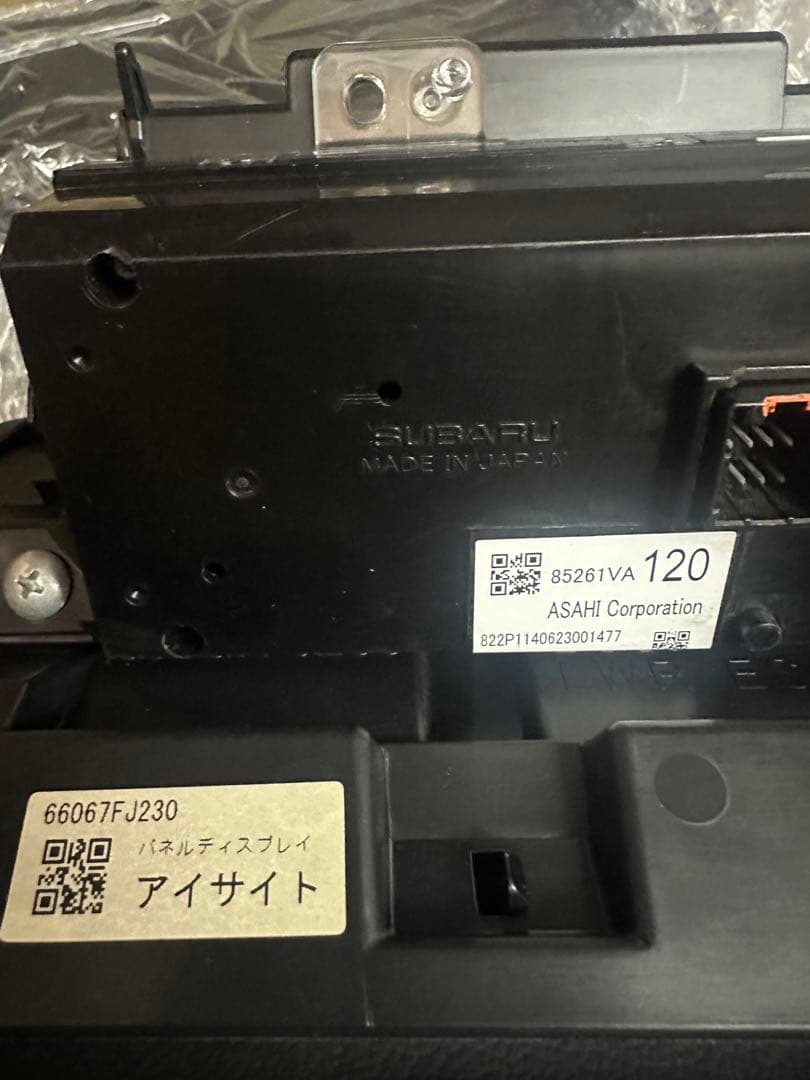 SUBARU
MADE IN JAPAN
85261VA 120
ASAHI Corporation
822P1140623001477
66067FJ230
パネルディスプレイ
アイサイト